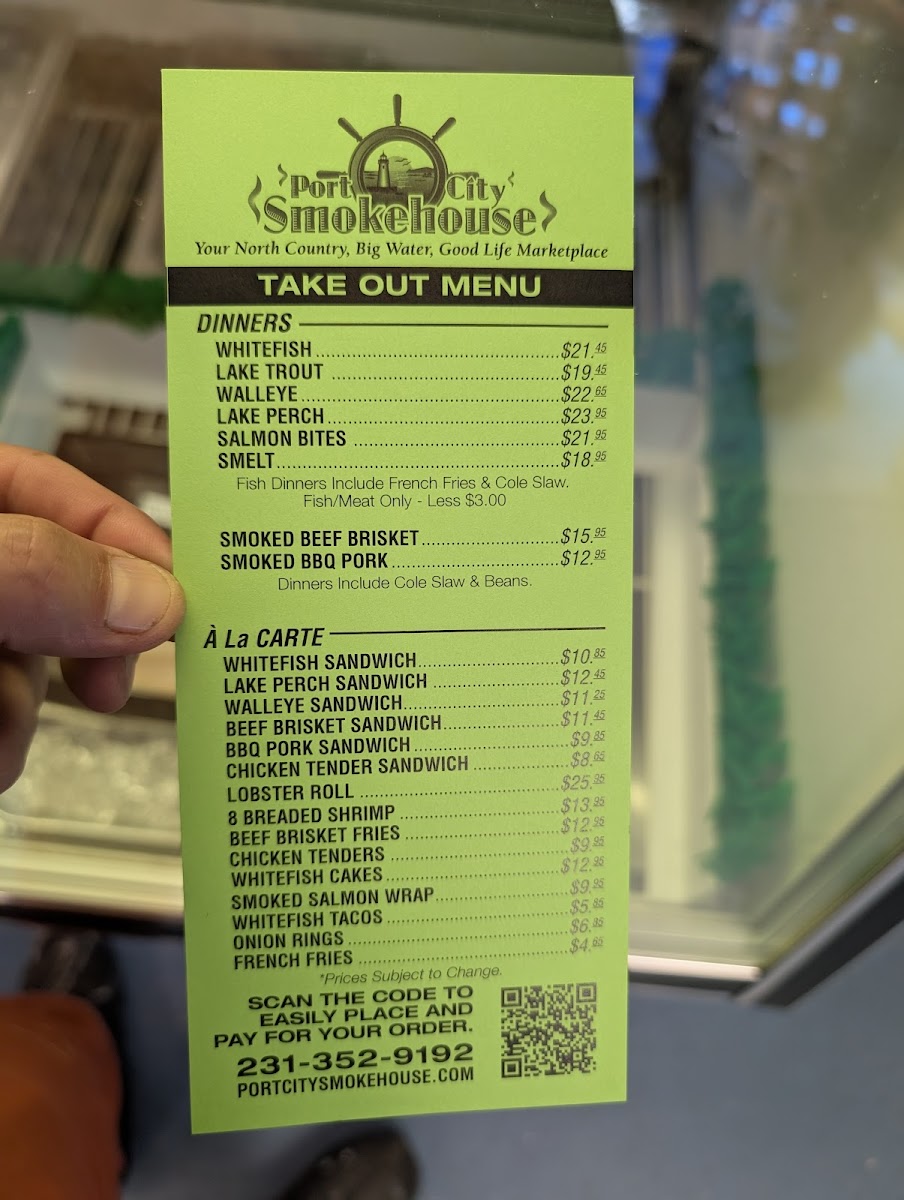 Port City
Smokehouse
Your North Country, Big Water, Good Life Marketplace
TAKE OUT MENU
DINNERS
WHITEFISH $21.45
LAKE TROUT $19.45
WALLEYE $22.65
LAKE PERCH $23.95
SALMON BITES $21.95
SMELT $18.95
Fish Dinners Include French Fries & Cole Slaw.
Fish/Meat Only - Less $3.00
SMOKED BEEF BRISKET $15.95
SMOKED BBQ PORK $12.95
Dinners Include Cole Slaw & Beans.
À La CARTE
WHITEFISH SANDWICH $10.85
LAKE PERCH SANDWICH $12.45
WALLEYE SANDWICH $11.25
BEEF BRISKET SANDWICH $11.45
BBQ PORK SANDWICH $9.85
CHICKEN TENDER SANDWICH $8.65
LOBSTER ROLL $25.95
8 BREADED SHRIMP $13.95
BEEF BRISKET FRIES $12.95
CHICKEN TENDERS $9.95
WHITEFISH CAKES $12.95
SMOKED SALMON WRAP $9.95
WHITEFISH TACOS $5.85
ONION RINGS $6.95
FRENCH FRIES $4.65
*Prices Subject to Change.
SCAN THE CODE TO
EASILY PLACE AND
PAY FOR YOUR ORDER.
231-352-9192
PORTCITYSMOKEHOUSE.COM